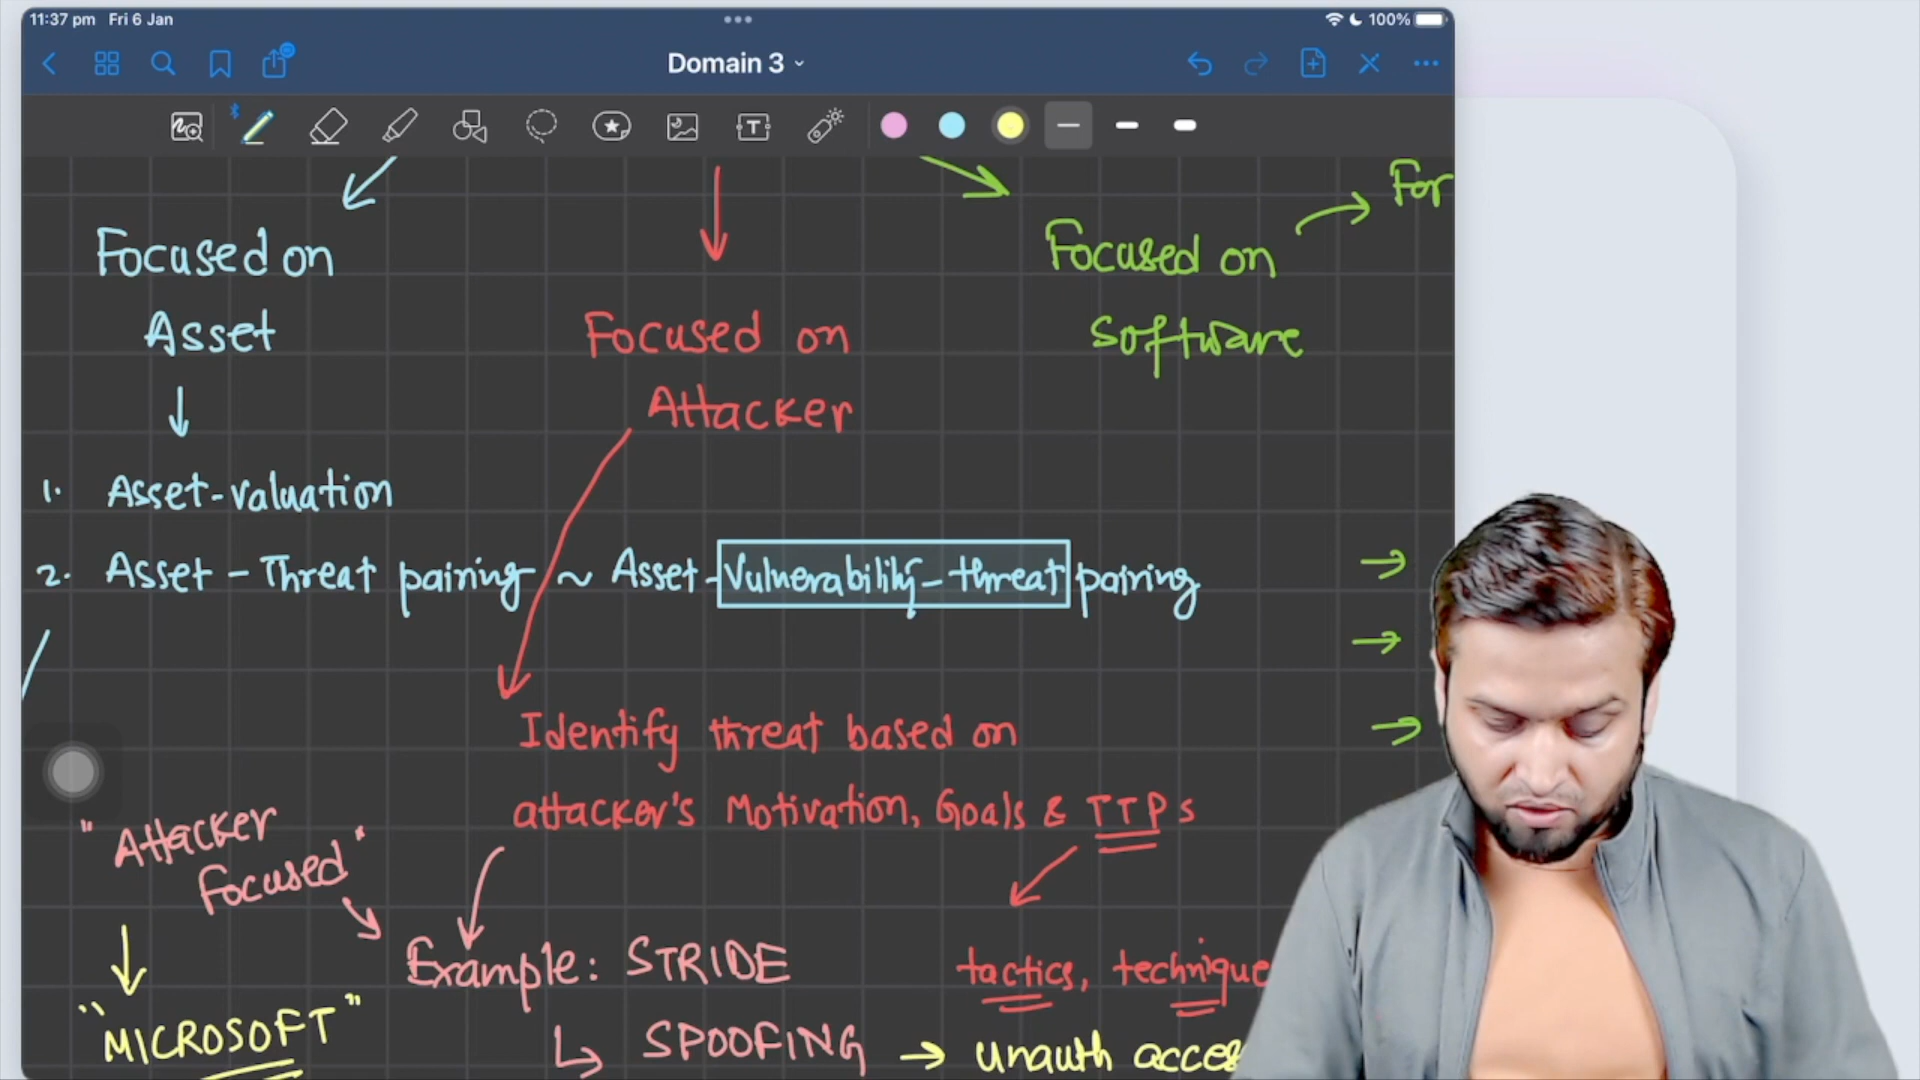 11:37 pm Fri 6 Jan
100%
Domain 3
T
For
Focused on
Asset
Focused on
Attacker
Focused on
Software
1. Asset-valuation
2. Asset - Threat pairing ~ Asset-Vulnerability-threat pairing
Identify threat based on
attacker's Motivation, Goals & TTPs
"Attacker
Focused"
Example: STRIDE
tactics, technique
"MICROSOFT"
SPOOFING → unauth acces